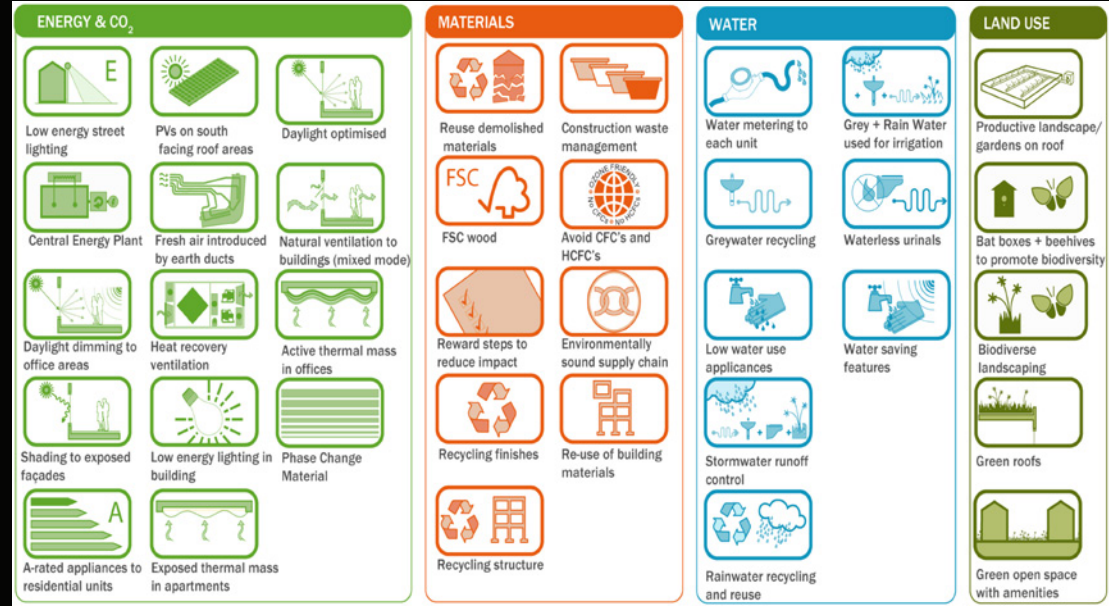 ENERGY & CO₂
E
Low energy street
lighting
PVs on south
facing roof areas
Daylight optimised
Central Energy Plant
Fresh air introduced
by earth ducts
Natural ventilation to
buildings (mixed mode)
Daylight dimming to
office areas
Heat recovery
ventilation
Active thermal mass
in offices
Shading to exposed
façades
Low energy lighting in
building
Phase Change
Material
A
A-rated appliances to
residential units
Exposed thermal mass
in apartments
MATERIALS
Reuse demolished
materials
Construction waste
management
FSC
FSC wood
OZONE FRIENDLY
No CFC's No HCFC's
Avoid CFC's and
HCFC's
Reward steps to
reduce impact
Environmentally
sound supply chain
Recycling finishes
Re-use of building
materials
Recycling structure
WATER
Water metering to
each unit
Grey + Rain Water
used for irrigation
Greywater recycling
Waterless urinals
Low water use
applicances
Water saving
features
Stormwater runoff
control
Rainwater recycling
and reuse
LAND USE
Productive landscape/
gardens on roof
Bat boxes + beehives
to promote biodiversity
Biodiverse
landscaping
Green roofs
Green open space
with amenities